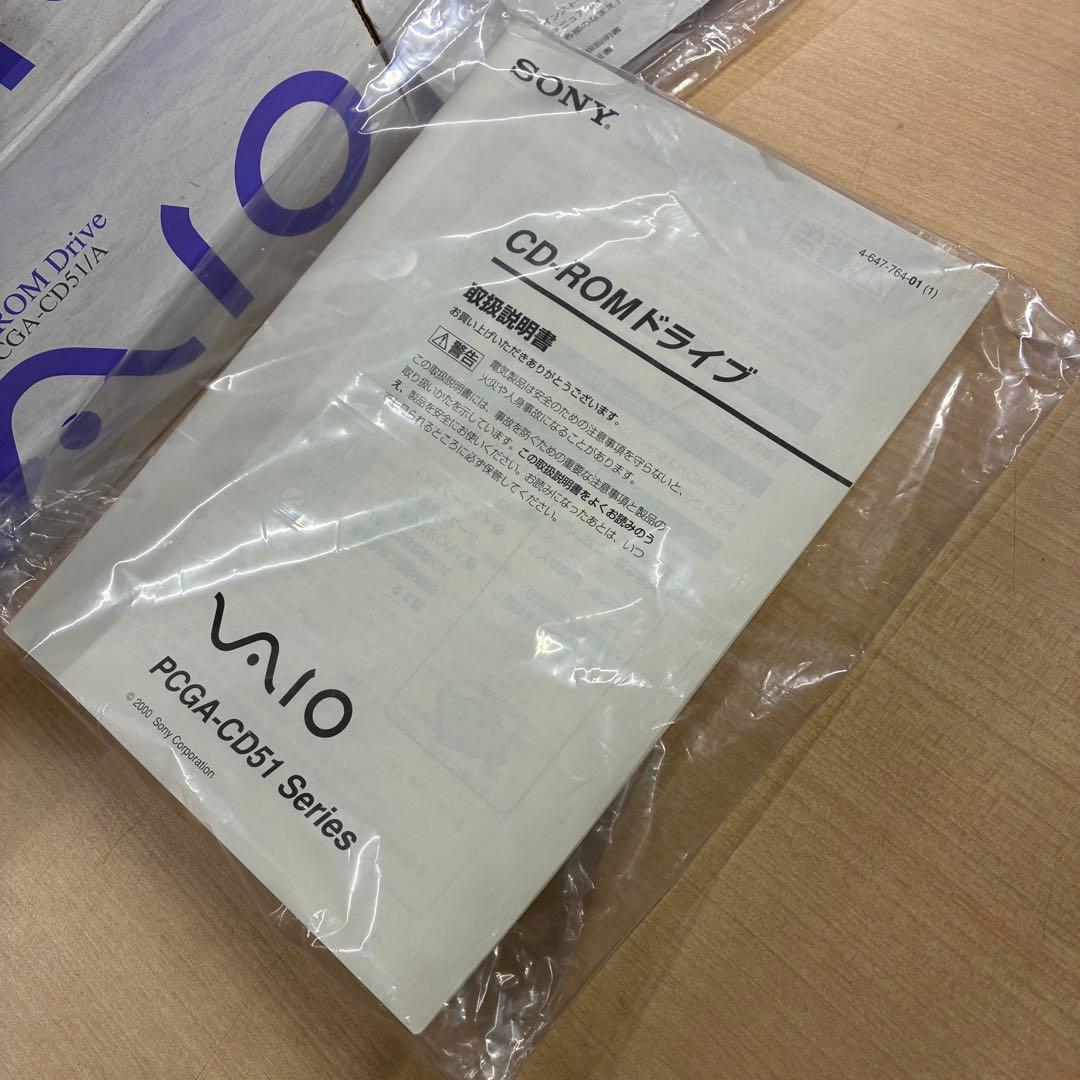 SONY®
4-647-764-01 (1)
CD-ROMドライブ
取扱説明書
お買い上げいただきありがとうございます。
警告
電気製品は安全のための注意事項を守らないと、
火災や人身事故になることがあります。
この取扱説明書には、事故を防ぐための重要な注意事項と製品の
取り扱いかたを示しています。この取扱説明書をよくお読みのう
え、製品を安全にお使いください。お読みになったあとは、いつ
でも見られるところに必ず保管してください。
VAIO
PCGA-CD51 Series
© 2000 Sony Corporation
ROM Drive
PCGA-CD51/A